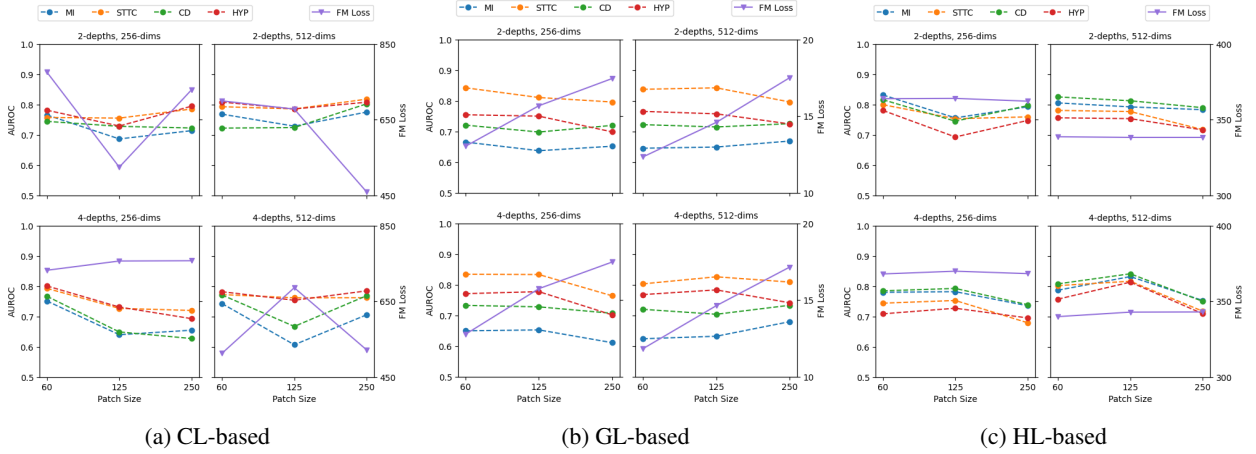 MI STTC CD HYP FM Loss
2-depths, 256-dims 2-depths, 512-dims
1.0 0.9 0.8 0.7 0.6 0.5
AUROC
850 650 450
FM Loss
4-depths, 256-dims 4-depths, 512-dims
1.0 0.9 0.8 0.7 0.6 0.5
AUROC
850 650 450
FM Loss
60 125 250 60 125 250
Patch Size Patch Size
(a) CL-based
MI STTC CD HYP FM Loss
2-depths, 256-dims 2-depths, 512-dims
1.0 0.9 0.8 0.7 0.6 0.5
AUROC
20 15 10
FM Loss
4-depths, 256-dims 4-depths, 512-dims
1.0 0.9 0.8 0.7 0.6 0.5
AUROC
20 15 10
FM Loss
60 125 250 60 125 250
Patch Size Patch Size
(b) GL-based
MI STTC CD HYP FM Loss
2-depths, 256-dims 2-depths, 512-dims
1.0 0.9 0.8 0.7 0.6 0.5
AUROC
400 350 300
FM Loss
4-depths, 256-dims 4-depths, 512-dims
1.0 0.9 0.8 0.7 0.6 0.5
AUROC
400 350 300
FM Loss
60 125 250 60 125 250
Patch Size Patch Size
(c) HL-based